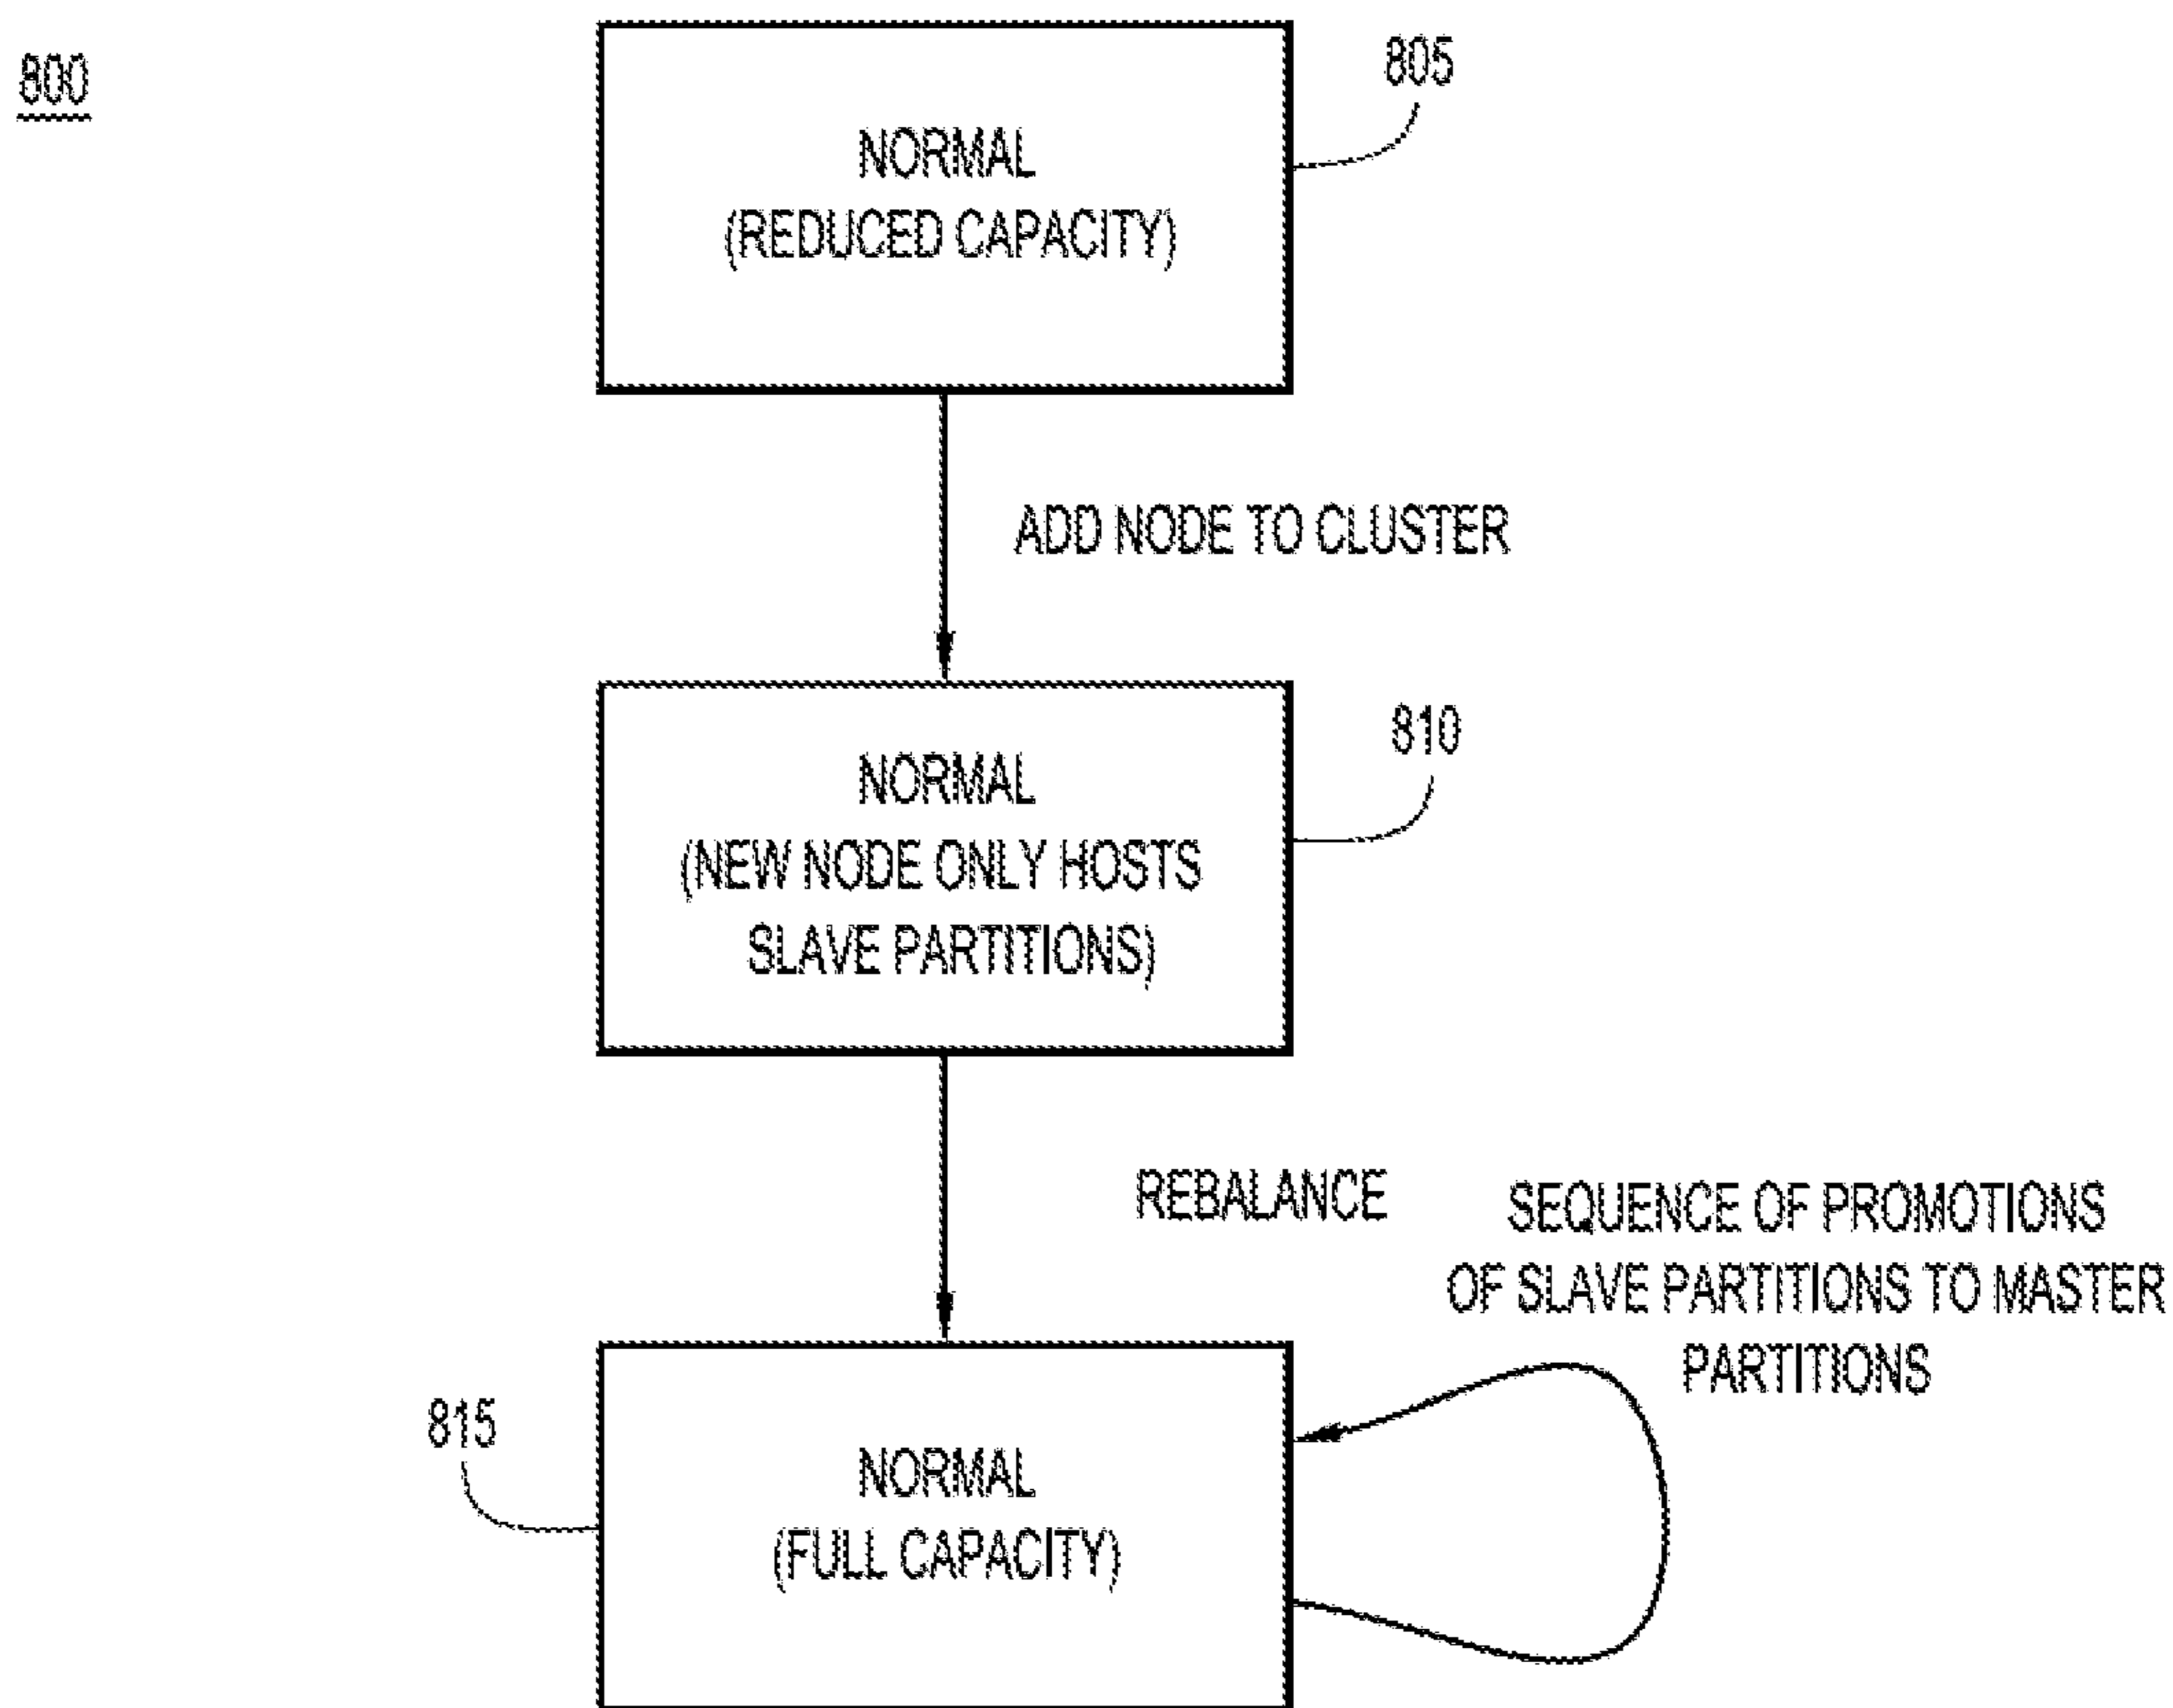 800
805
NORMAL
(REDUCED CAPACITY)
ADD NODE TO CLUSTER
810
NORMAL
(NEW NODE ONLY HOSTS
SLAVE PARTITIONS)
REBALANCE
SEQUENCE OF PROMOTIONS
OF SLAVE PARTITIONS TO MASTER
PARTITIONS
815
NORMAL
(FULL CAPACITY)